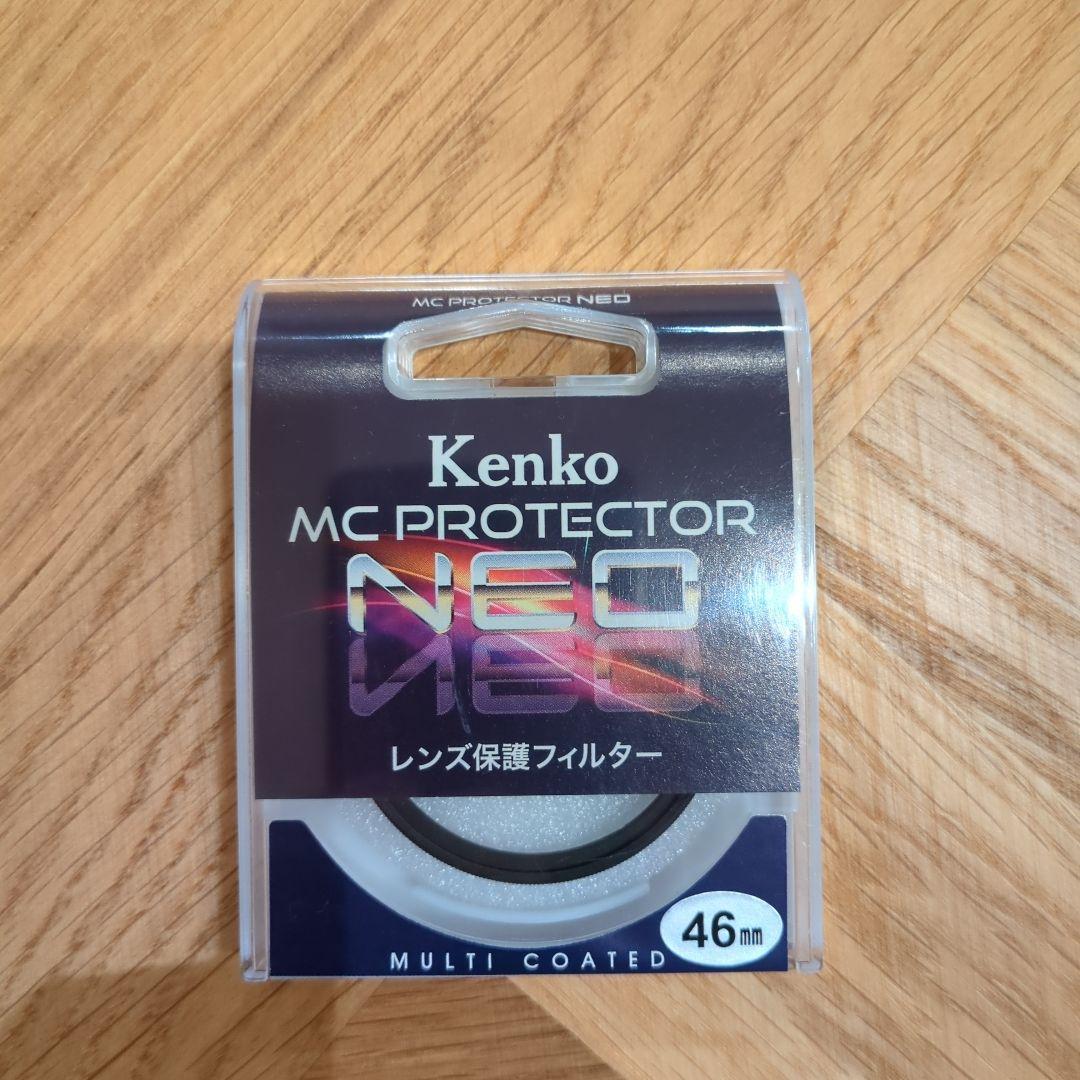 MC PROTECTOR NEO
Kenko
MC PROTECTOR
NEO
レンズ保護フィルター
46mm
MULTI COATED